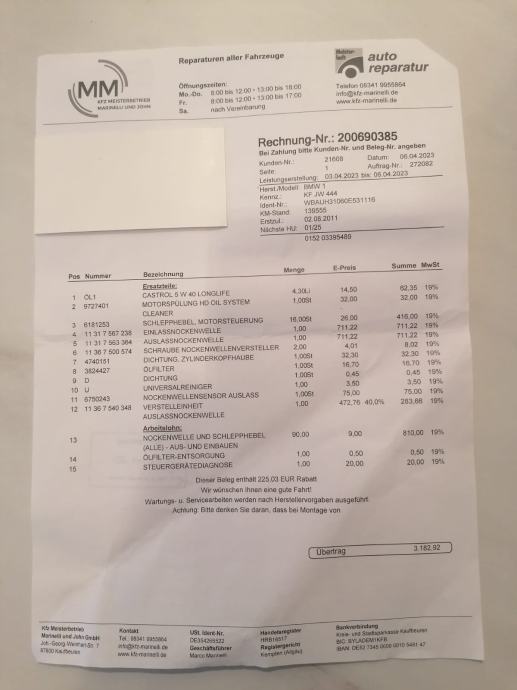 Reparaturen aller Fahrzeuge
MM
KFZ MEISTERBETRIEB
MARINELLI UND JOHN
Öffnungszeiten:
Mo.-Do. 8:00 bis 12:00 - 13:00 bis 18:00
Fr. 8:00 bis 12:00 - 13:00 bis 17:00
Sa. nach Vereinbarung
Meisterhaft
auto
reparatur
Telefon 08341 9955864
info@kfz-marinelli.de
www.kfz-marinelli.de
Rechnung-Nr.: 200690385
Bei Zahlung bitte Kunden-Nr. und Beleg-Nr. angeben
Kunden-Nr.: 21608 Datum: 06.04.2023
Seite: 1 Auftrag-Nr.: 272082
Leistungserstellung: 03.04.2023 bis: 06.04.2023
Herst./Modell: BMW 1
Kennz.: KF JW 444
Ident-Nr.: WBAUH31060E531116
KM-Stand: 139555
Erstzul.: 02.08.2011
Nächste HU: 01/25
0152 03395489
Pos Nummer Bezeichnung Menge E-Preis Summe MwSt
Ersatzteile:
1 ÖL1 CASTROL 5 W 40 LONGLIFE 4,30Li 14,50 62,35 19%
2 9727401 MOTORSPÜLUNG HD OIL SYSTEM 1,00St 32,00 32,00 19%
CLEANER
3 6181253 SCHLEPPHEBEL, MOTORSTEUERUNG 16,00St 26,00 416,00 19%
4 11 31 7 567 238 EINLASSNOCKENWELLE 1,00 711,22 711,22 19%
5 11 31 7 563 364 AUSLASSNOCKENWELLE 1,00 711,22 711,22 19%
6 11 36 7 500 574 SCHRAUBE NOCKENWELLENVERSTELLER 2,00 4,01 8,02 19%
7 4740151 DICHTUNG, ZYLINDERKOPFHAUBE 1,00St 32,30 32,30 19%
8 3824427 ÖLFILTER 1,00St 16,70 16,70 19%
9 D DICHTUNG 1,00St 0,45 0,45 19%
10 U UNIVERSALREINIGER 1,00 3,50 3,50 19%
11 6750243 NOCKENWELLENSENSOR AUSLASS 1,00St 75,00 75,00 19%
12 11 36 7 540 348 VERSTELLEINHEIT 1,00 472,76 40,0% 283,66 19%
AUSLASSNOCKENWELLE
Arbeitslohn:
13 NOCKENWELLE UND SCHLEPPHEBEL 90,00 9,00 810,00 19%
(ALLE) - AUS- UND EINBAUEN
14 ÖLFILTER-ENTSORGUNG 1,00 0,50 0,50 19%
15 STEUERGERÄTEDIAGNOSE 1,00 20,00 20,00 19%
Dieser Beleg enthält 225,03 EUR Rabatt
Wir wünschen Ihnen eine gute Fahrt!
Wartungs- u. Servicearbeiten werden nach Herstellervorgaben ausgeführt.
Achtung: Bitte denken Sie daran, dass bei Montage von
Übertrag 3.182,92
Kfz Meisterbetrieb
Marinelli und John GmbH
87600 Kaufbeuren
Kontakt
Tel.: 08341 9955864
info@kfz-marinelli.de
www.kfz-marinelli.de
USt. Ident-Nr.
Geschäftsführer
Marco Marinelli
Handelsregister
Registergericht
Kempten (Allgäu)
Bankverbindung
Kreis- und Stadtsparkasse Kaufbeuren
BIC: BYLADEM1KFB